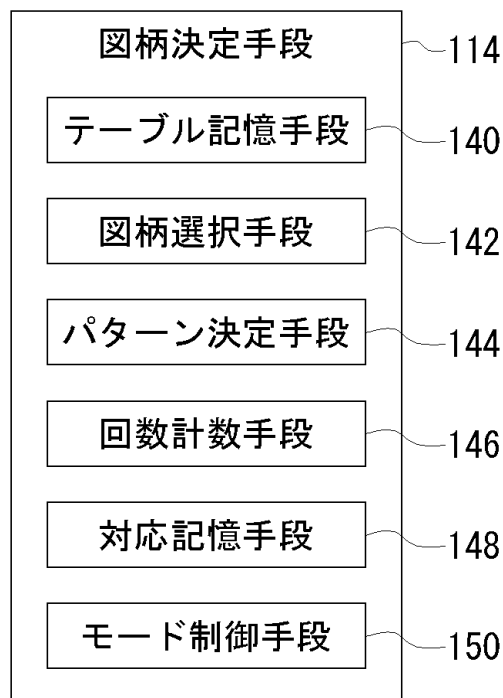 図柄決定手段 114
テーブル記憶手段 140
図柄選択手段 142
パターン決定手段 144
回数計数手段 146
対応記憶手段 148
モード制御手段 150